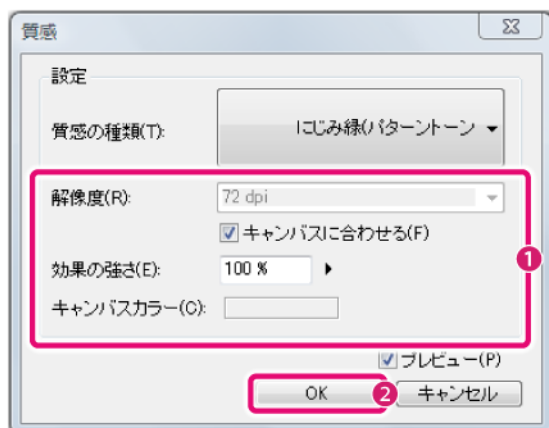 質感
設定
質感の種類(T): にじみ縁(パターントーン
解像度(R): 72 dpi
キャンバスに合わせる(F)
1
効果の強さ(E): 100 %
キャンバスカラー(C):
プレビュー(P)
OK 2 キャンセル